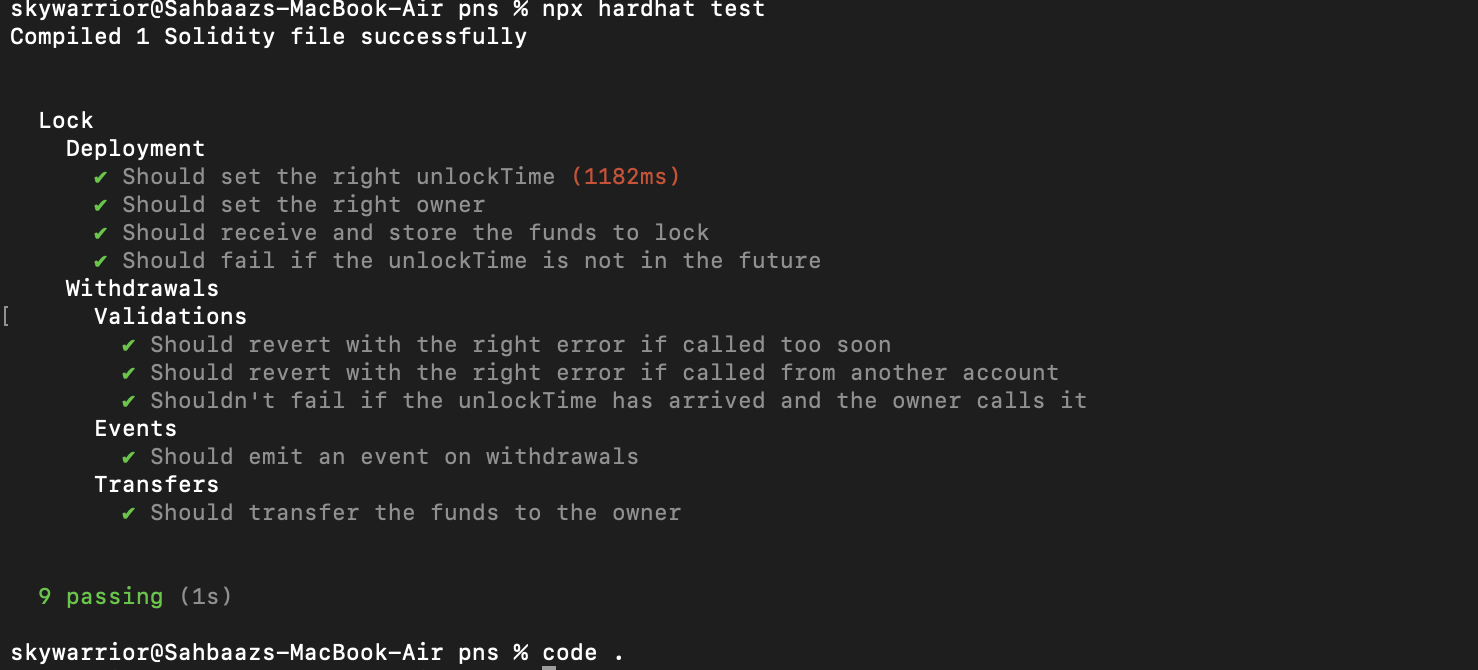 skywarrior@Sahbaazs-MacBook-Air pns % npx hardhat test
Compiled 1 Solidity file successfully
Lock
Deployment
✔ Should set the right unlockTime (1182ms)
✔ Should set the right owner
✔ Should receive and store the funds to lock
✔ Should fail if the unlockTime is not in the future
Withdrawals
[ Validations
✔ Should revert with the right error if called too soon
✔ Should revert with the right error if called from another account
✔ Shouldn't fail if the unlockTime has arrived and the owner calls it
Events
✔ Should emit an event on withdrawals
Transfers
✔ Should transfer the funds to the owner
9 passing (1s)
skywarrior@Sahbaazs-MacBook-Air pns % code .